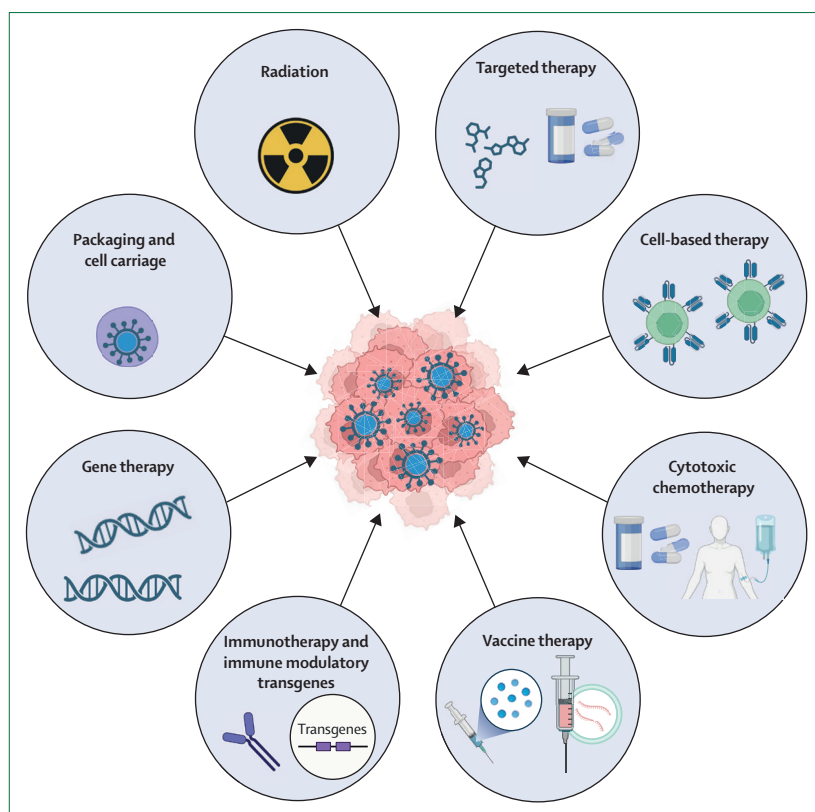 Radiation
Targeted therapy
Packaging and
cell carriage
Cell-based therapy
Gene therapy
Cytotoxic
chemotherapy
Immunotherapy and
immune modulatory
transgenes
Transgenes
Vaccine therapy